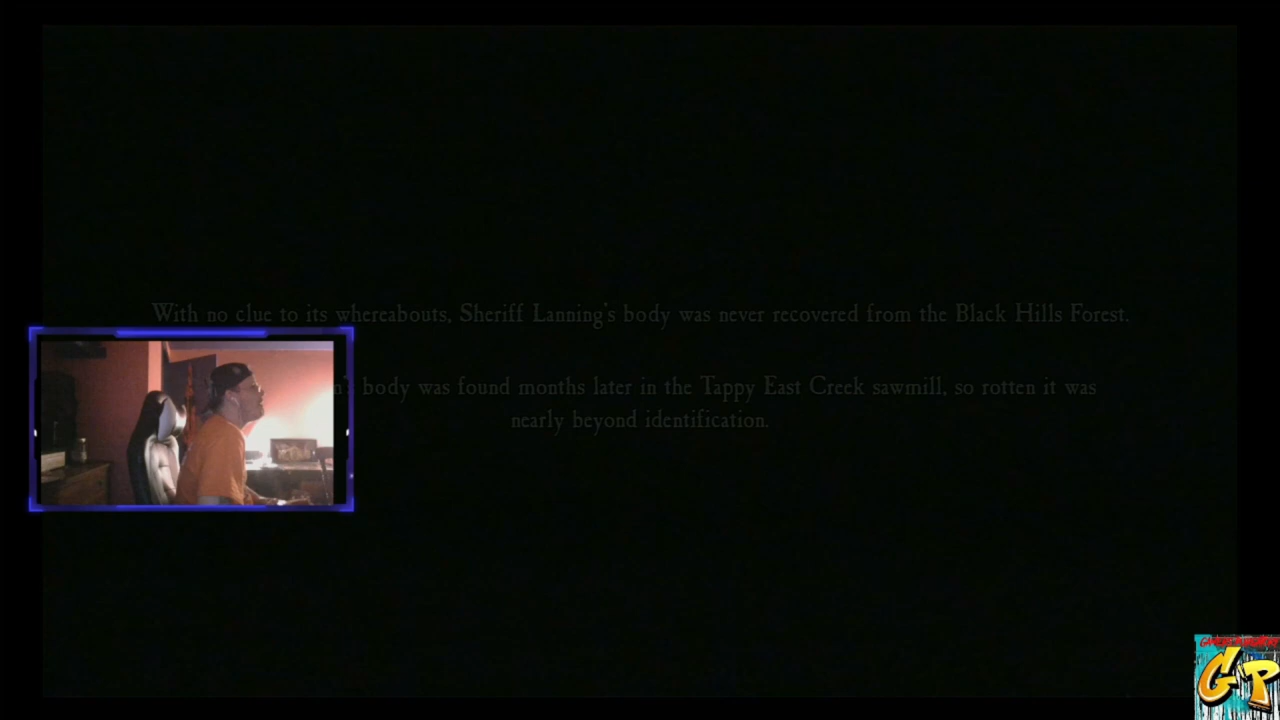 With no clue to its whereabouts, Sheriff Lanning's body was never recovered from the Black Hills Forest.
body was found months later in the Tappy East Creek sawmill, so rotten it was
nearly beyond identification.
GP